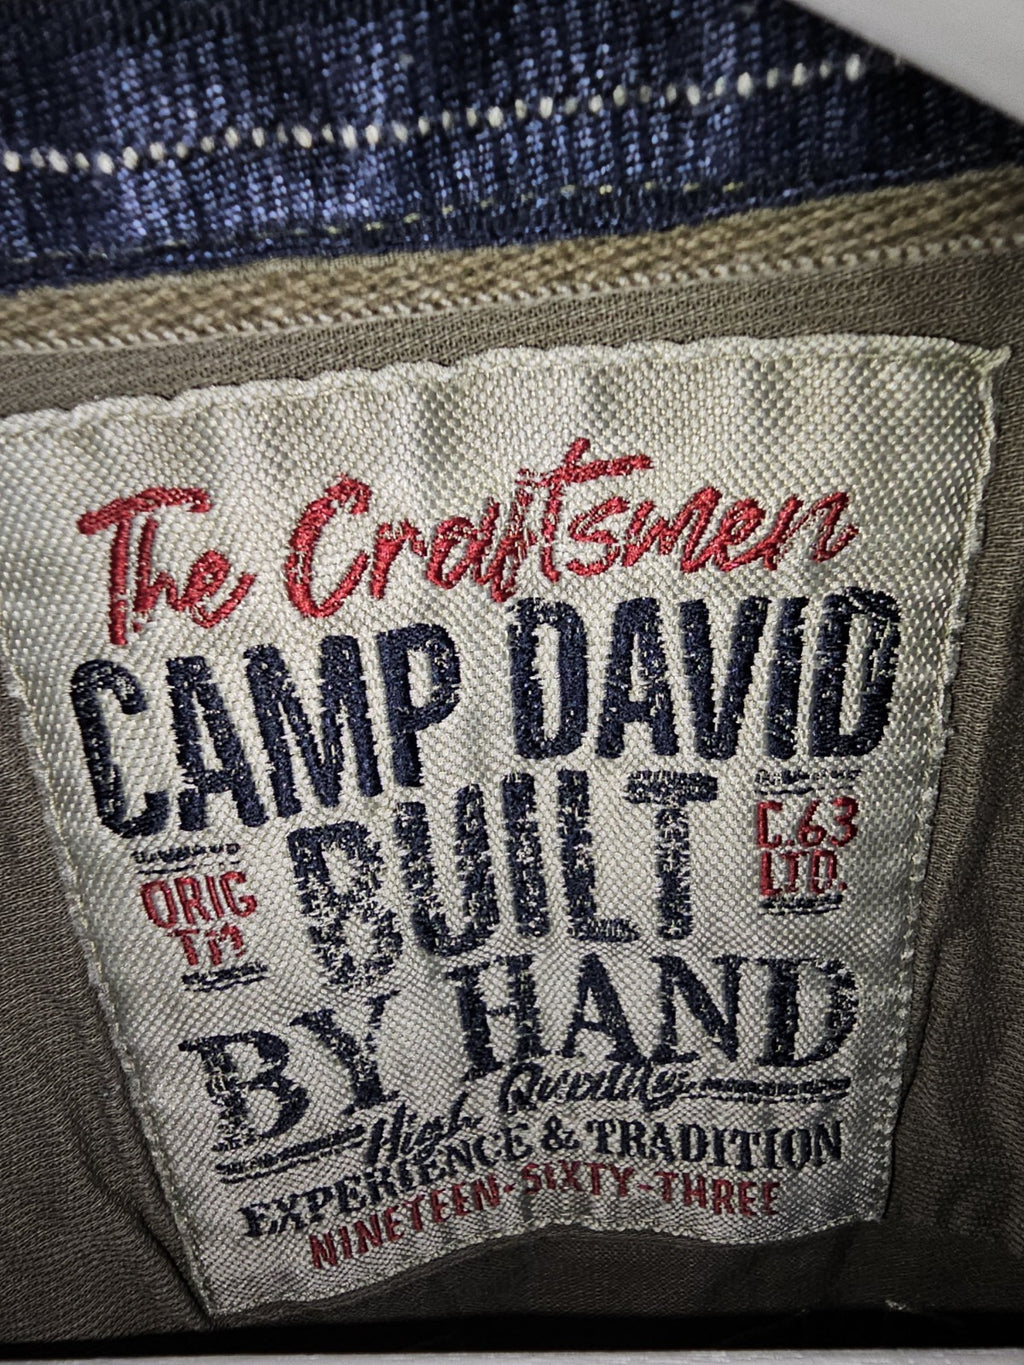 The Craftsmen
CAMP DAVID
BUILT
C.63
LTD.
ORIG
TM
BY HAND
High Quality
EXPERIENCE & TRADITION
NINETEEN-SIXTY-THREE